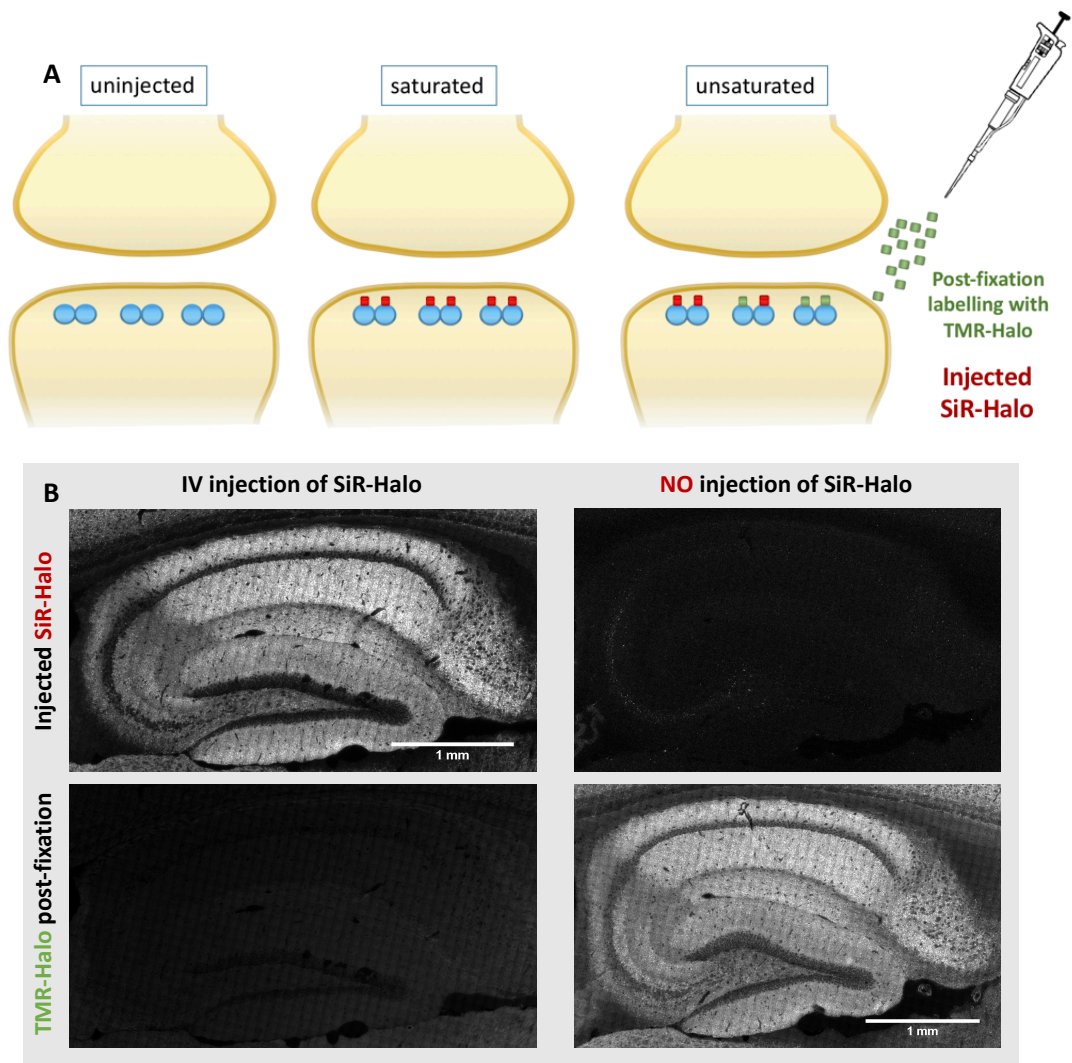 A
uninjected
saturated
unsaturated
Post-fixation
labelling with
TMR-Halo
Injected
SiR-Halo
B
IV injection of SiR-Halo
NO injection of SiR-Halo
Injected SiR-Halo
1 mm
TMR-Halo post-fixation
1 mm